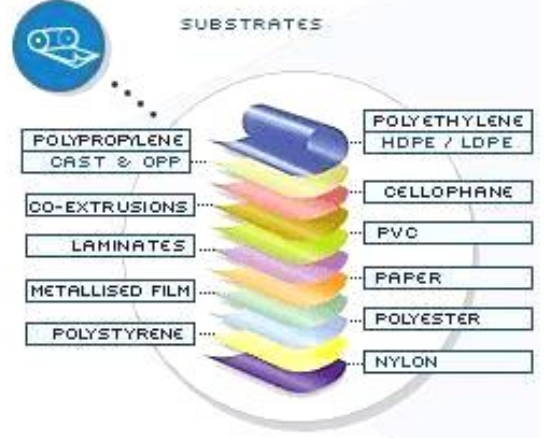 SUBSTRATES
POLYPROPYLENE
CAST & OPP
CO-EXTRUSIONS
LAMINATES
METALLISED FILM
POLYSTYRENE
POLYETHYLENE
HDPE / LDPE
CELLOPHANE
PVC
PAPER
POLYESTER
NYLON